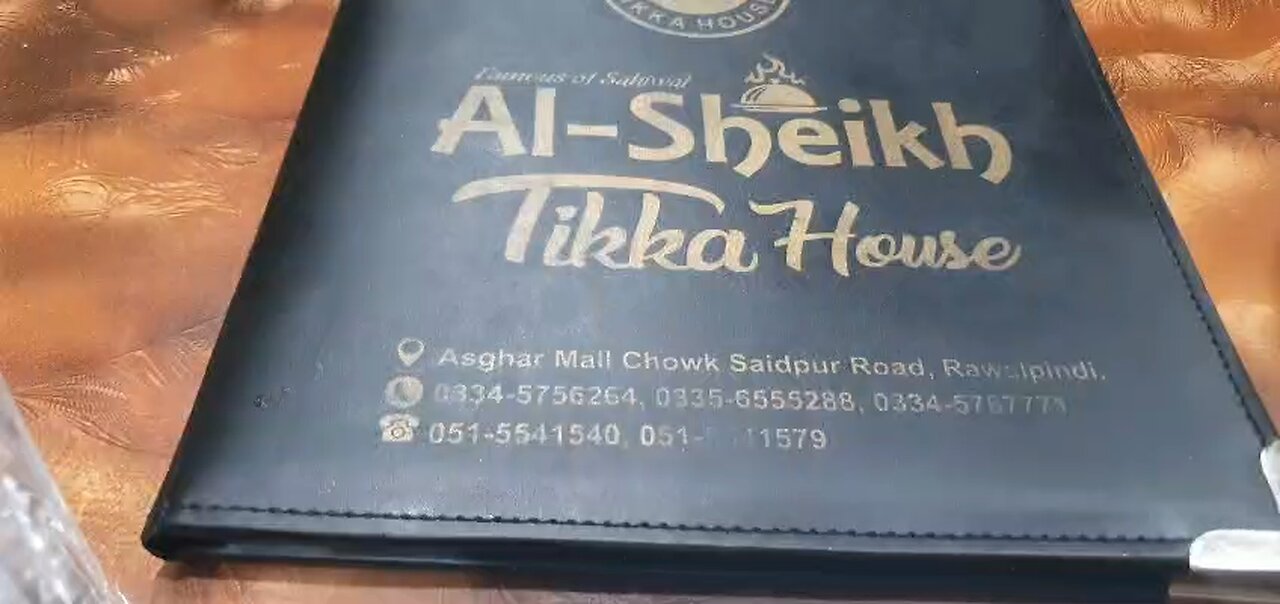 TIKKA HOUSE
Famous of Sahiwal
Al-Sheikh
Tikka House
Asghar Mall Chowk Saidpur Road, Rawalpindi.
0334-5756264, 0335-6555288,
051-5541540,